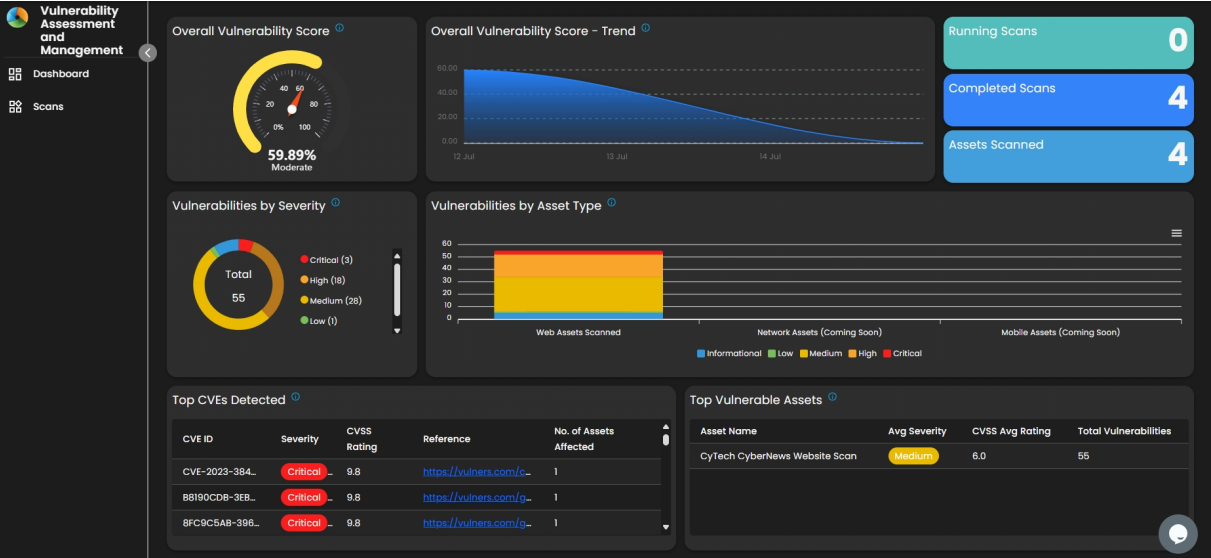 Vulnerability
Assessment
and
Management
Dashboard
Scans
Overall Vulnerability Score
20
40
60
80
0%
100
59.89%
Moderate
Overall Vulnerability Score - Trend
60.00
40.00
20.00
0.00
12 Jul
13 Jul
14 Jul
Running Scans
0
Completed Scans
4
Assets Scanned
4
Vulnerabilities by Severity
Total
55
Critical (3)
High (18)
Medium (28)
Low (1)
Vulnerabilities by Asset Type
60
50
40
30
20
10
0
Web Assets Scanned
Network Assets (Coming Soon)
Mobile Assets (Coming Soon)
Informational Low Medium High Critical
Top CVEs Detected
CVE ID Severity CVSS Rating Reference No. of Assets Affected
CVE-2023-384... Critical ... 9.8 https://vulners.com/c... 1
B8190CDB-3EB... Critical ... 9.8 https://vulners.com/g... 1
8FC9C5AB-396... Critical ... 9.8 https://vulners.com/g... 1
Top Vulnerable Assets
Asset Name Avg Severity CVSS Avg Rating Total Vulnerabilities
CyTech CyberNews Website Scan Medium 6.0 55